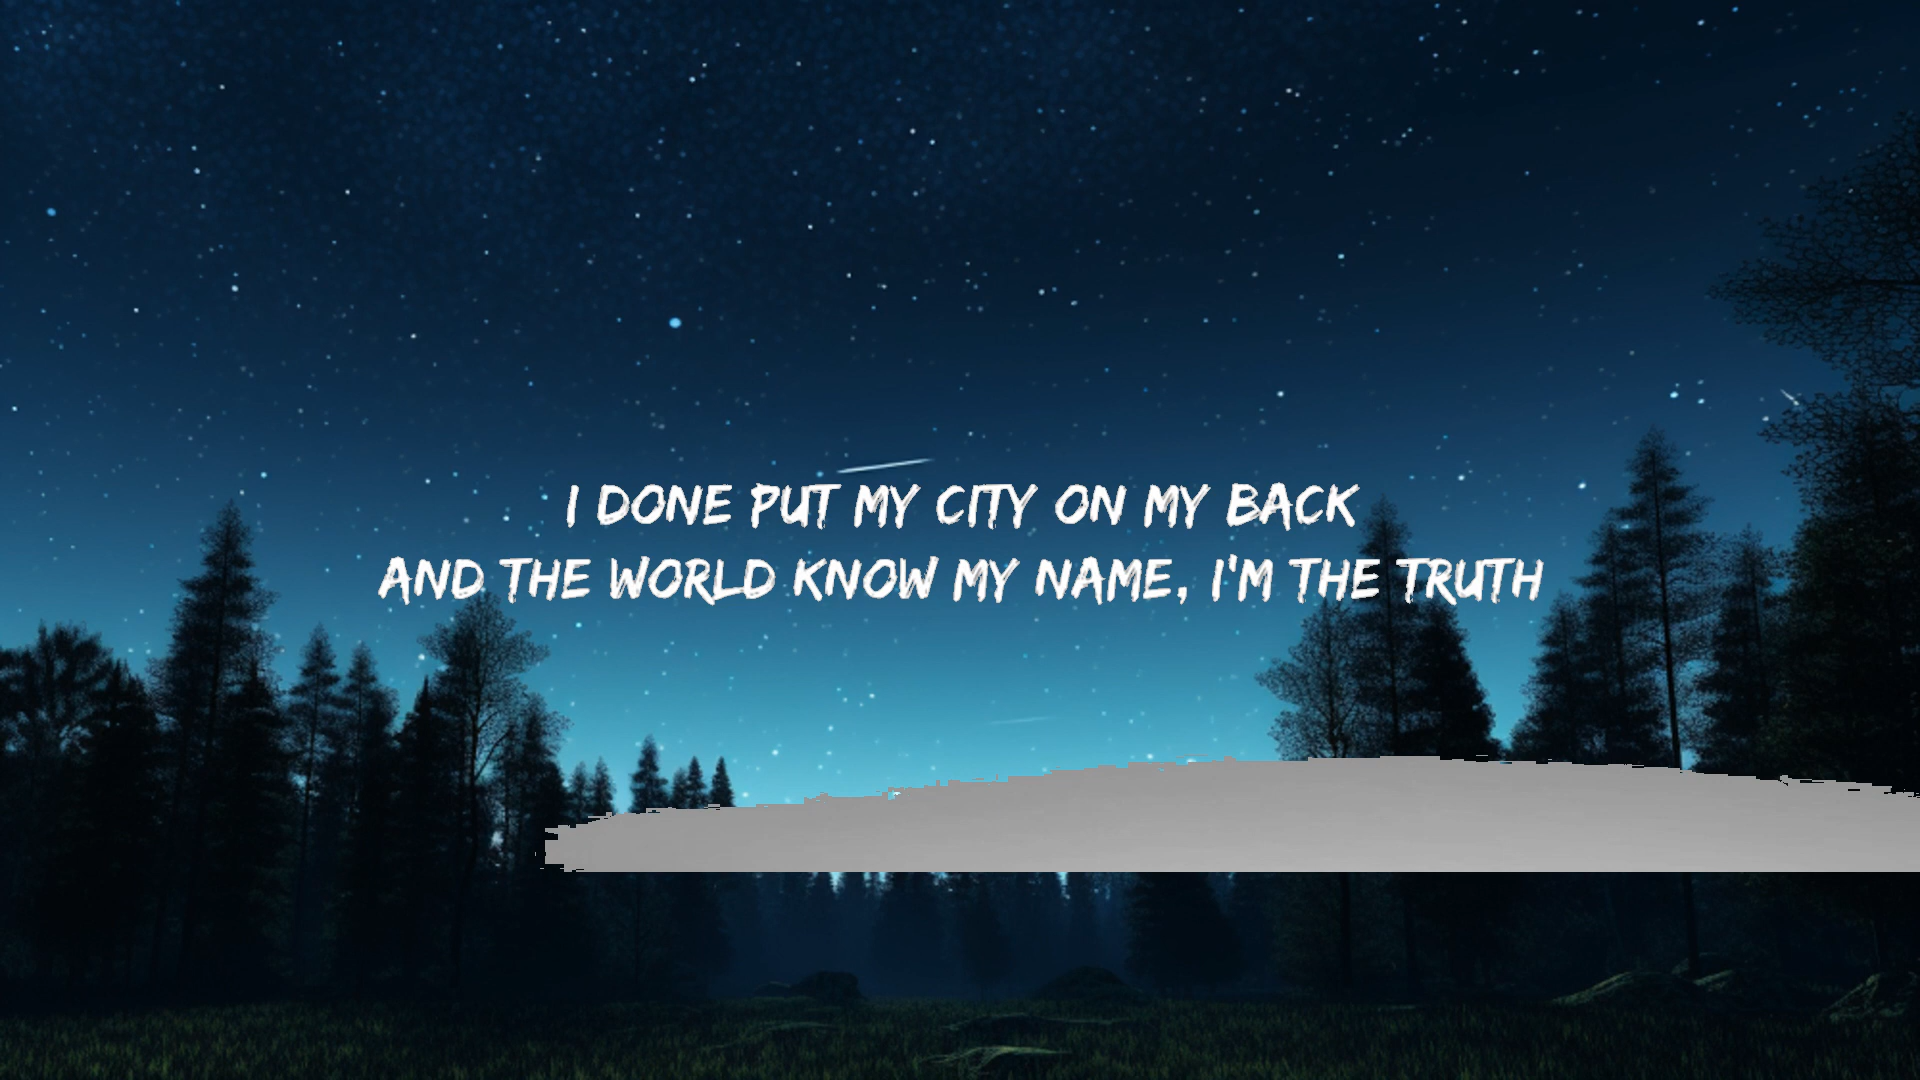 I DONE PUT MY CITY ON MY BACK
AND THE WORLD KNOW MY NAME, I'M THE TRUTH